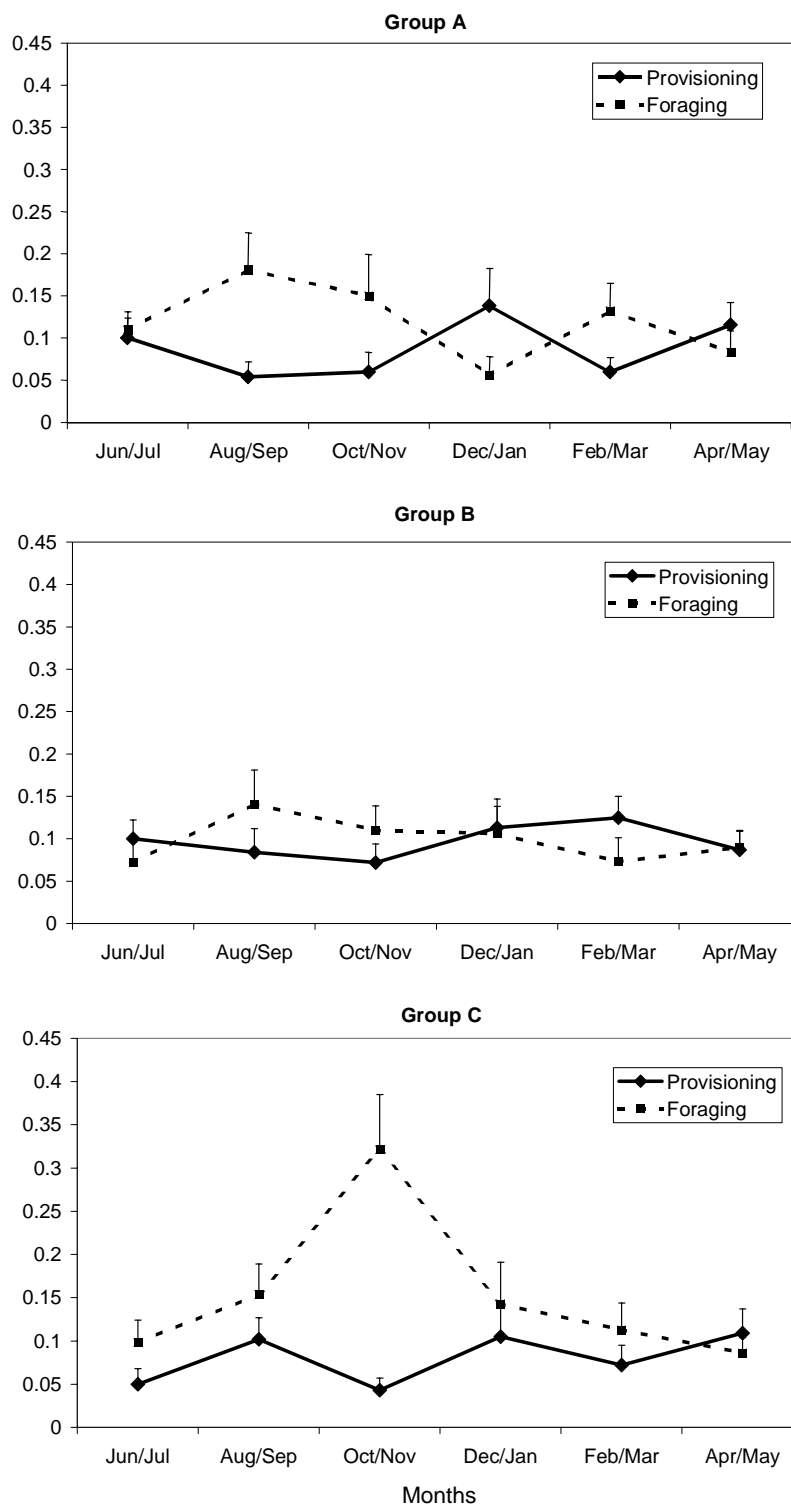 Group A
0.45
0.4
0.35
0.3
0.25
0.2
0.15
0.1
0.05
0
Provisioning
Foraging
Jun/Jul Aug/Sep Oct/Nov Dec/Jan Feb/Mar Apr/May
Group B
0.45
0.4
0.35
0.3
0.25
0.2
0.15
0.1
0.05
0
Provisioning
Foraging
Jun/Jul Aug/Sep Oct/Nov Dec/Jan Feb/Mar Apr/May
Group C
0.45
0.4
0.35
0.3
0.25
0.2
0.15
0.1
0.05
0
Provisioning
Foraging
Jun/Jul Aug/Sep Oct/Nov Dec/Jan Feb/Mar Apr/May
Months